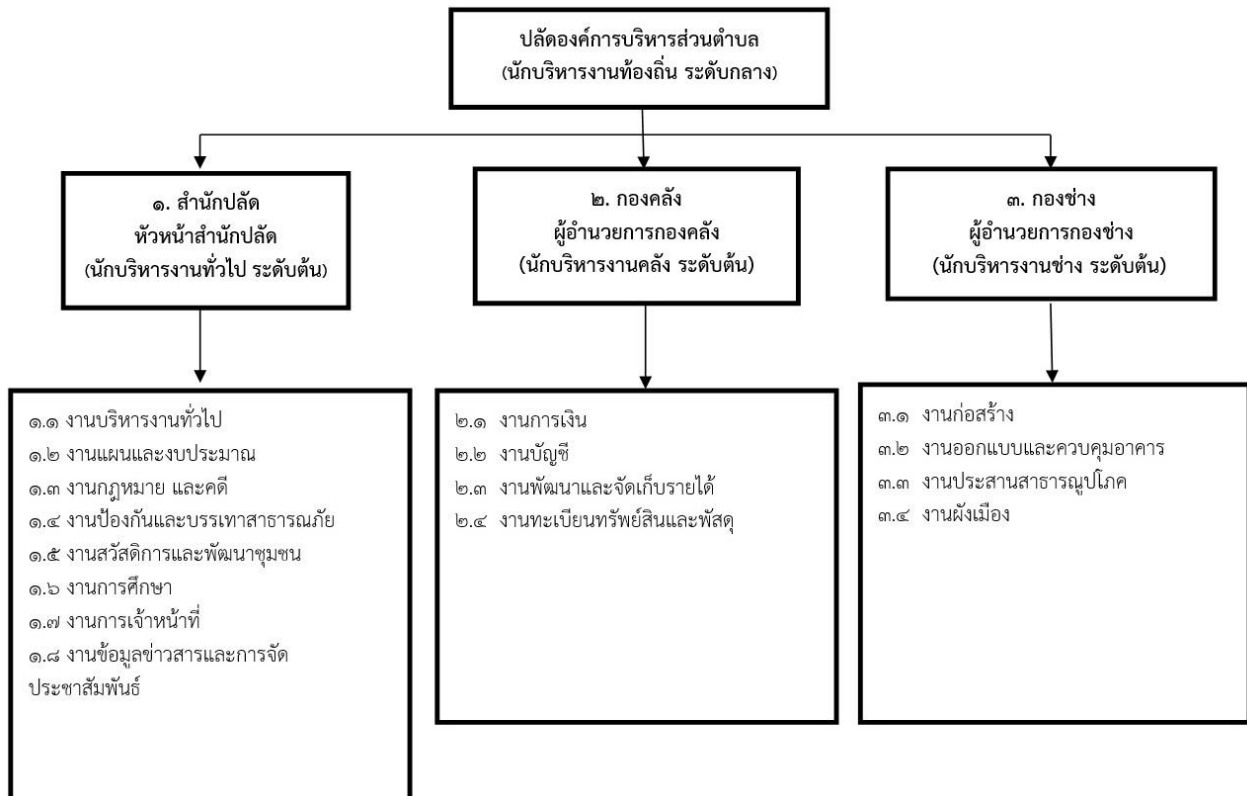 ปลัดองค์การบริหารส่วนตำบล
(นักบริหารงานท้องถิ่น ระดับกลาง)
๑. สำนักปลัด
หัวหน้าสำนักปลัด
(นักบริหารงานทั่วไป ระดับต้น)
๒. กองคลัง
ผู้อำนวยการกองคลัง
(นักบริหารงานคลัง ระดับต้น)
๓. กองช่าง
ผู้อำนวยการกองช่าง
(นักบริหารงานช่าง ระดับต้น)
๑.๑ งานบริหารงานทั่วไป
๑.๒ งานแผนและงบประมาณ
๑.๓ งานกฎหมาย และคดี
๑.๔ งานป้องกันและบรรเทาสาธารณภัย
๑.๕ งานสวัสดิการและพัฒนาชุมชน
๑.๖ งานการศึกษา
๑.๗ งานการเจ้าหน้าที่
๑.๘ งานข้อมูลข่าวสารและการจัด
ประชาสัมพันธ์
๒.๑ งานการเงิน
๒.๒ งานบัญชี
๒.๓ งานพัฒนาและจัดเก็บรายได้
๒.๔ งานทะเบียนทรัพย์สินและพัสดุ
๓.๑ งานก่อสร้าง
๓.๒ งานออกแบบและควบคุมอาคาร
๓.๓ งานประสานสาธารณูปโภค
๓.๔ งานผังเมือง